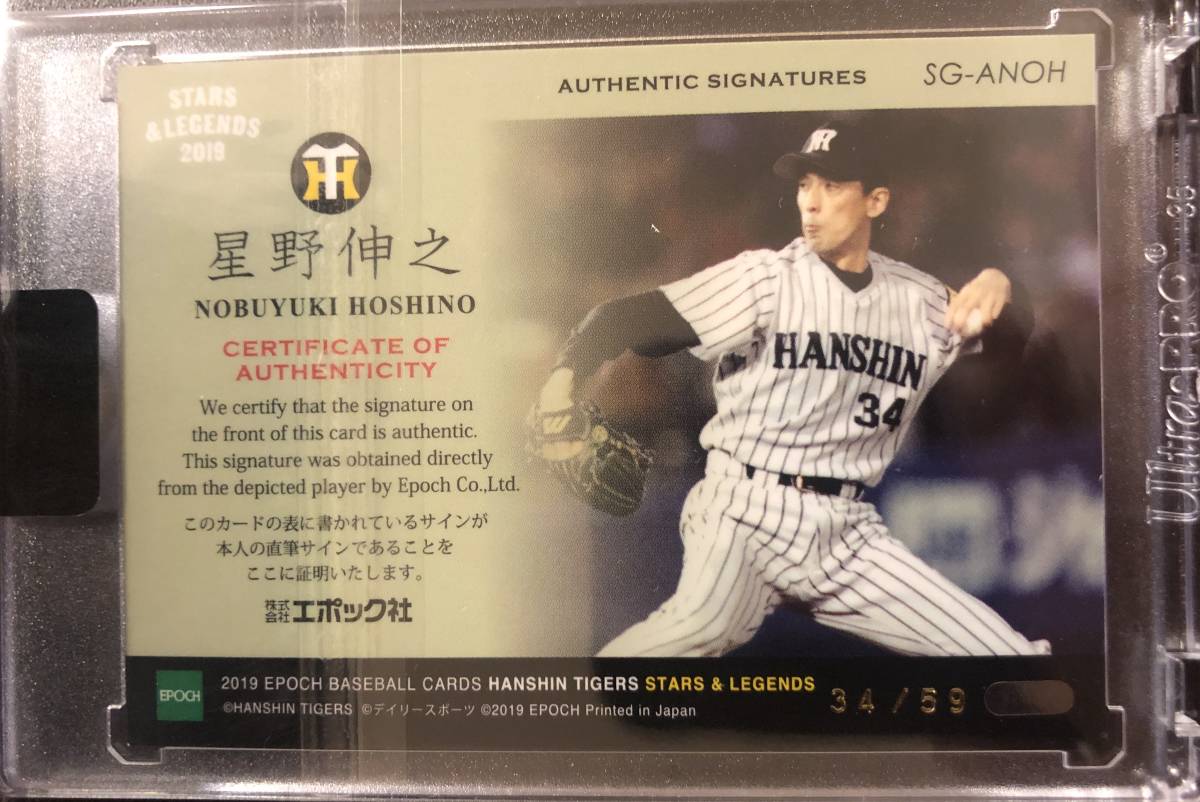 AUTHENTIC SIGNATURES
SG-ANOH
STARS
& LEGENDS
2019
星野伸之
NOBUYUKI HOSHINO
CERTIFICATE OF
AUTHENTICITY
We certify that the signature on
the front of this card is authentic.
This signature was obtained directly
from the depicted player by Epoch Co.,Ltd.
このカードの表に書かれているサインが
本人の直筆サインであることを
ここに証明いたします。
株式会社エポック社
HANSHIN
34
EPOCH
2019 EPOCH BASEBALL CARDS HANSHIN TIGERS STARS & LEGENDS
©HANSHIN TIGERS ©デイリースポーツ ©2019 EPOCH Printed in Japan
34/59
UltraPRO® 35